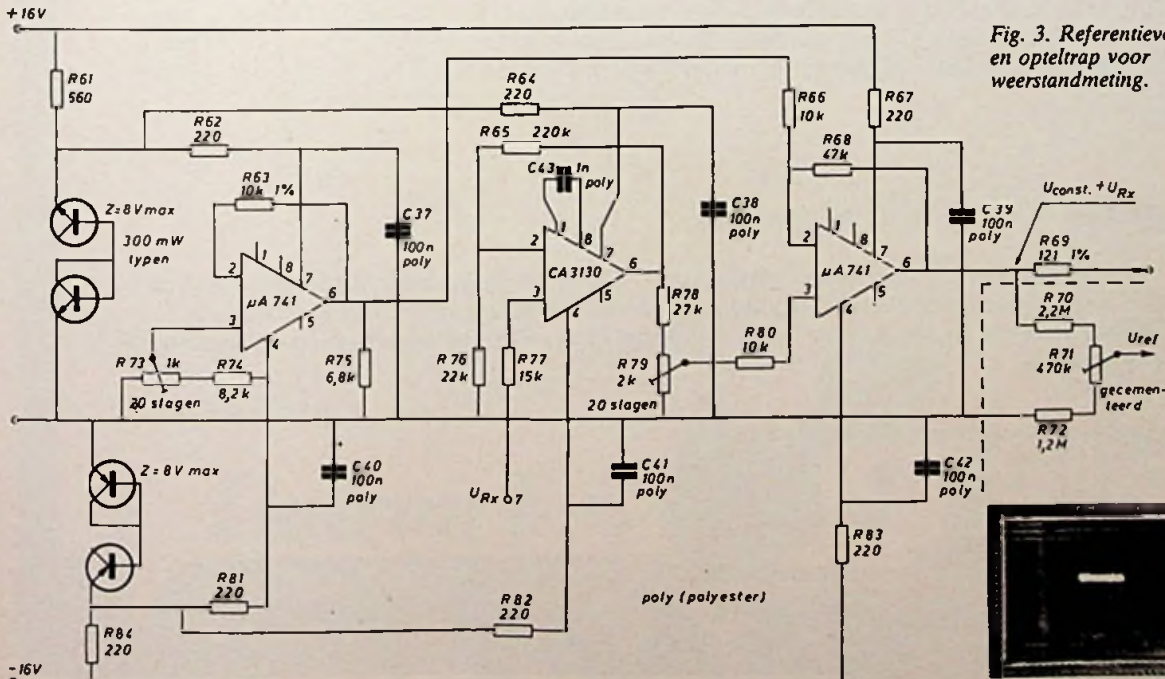 +16V
R61
560
R62
220
R63
10k 1%
Z=8V max
300 mW
typen
1
8
7
2
μA 741
6
3
5
4
C37
100n
poly
R64
220
R65 220k
C43 1n
poly
1
8
7
2
CA 3130
6
3
5
4
C38
100n
poly
R66
10k
R67
220
R68
47k
1
8
7
2
μA 741
6
3
5
4
C39
100n
poly
Fig. 3. Referentiev
en opteltrap voor
weerstandmeting.
Uconst. + URx
R69
121 1%
R70
2,2M
R71
470k
Uref
gecemen-
teerd
R72
1,2M
R73 1k
20 slagen
R74
8,2k
R75
6,8k
R76
22k
R77
15k
R78
27k
R79
2k
20 slagen
R80
10k
Z=8V max
+
C40
100n
poly
URx 7
C41
100n
poly
C42
100n
poly
R83
220
R81
220
R82
220
R84
220
poly (polyester)
-16V